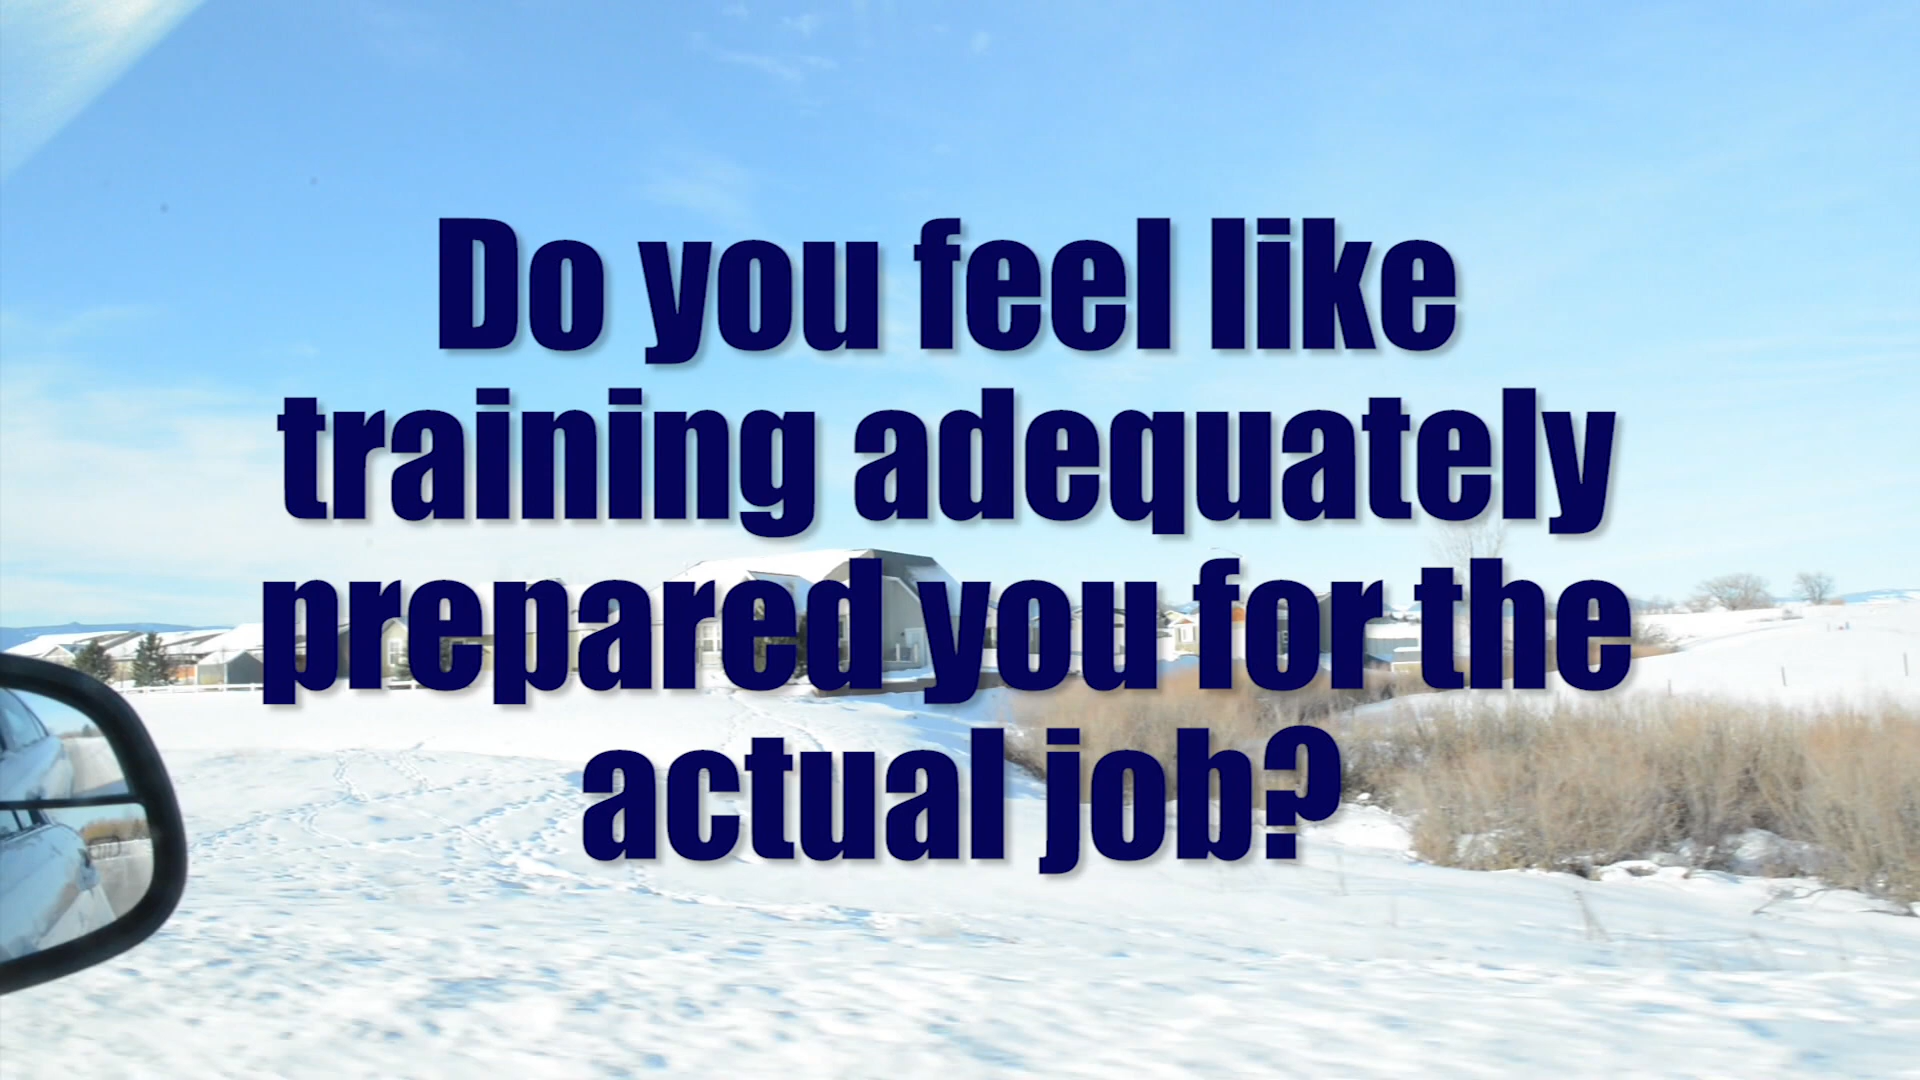 Do you feel like
training adequately
prepared you for the
actual job?